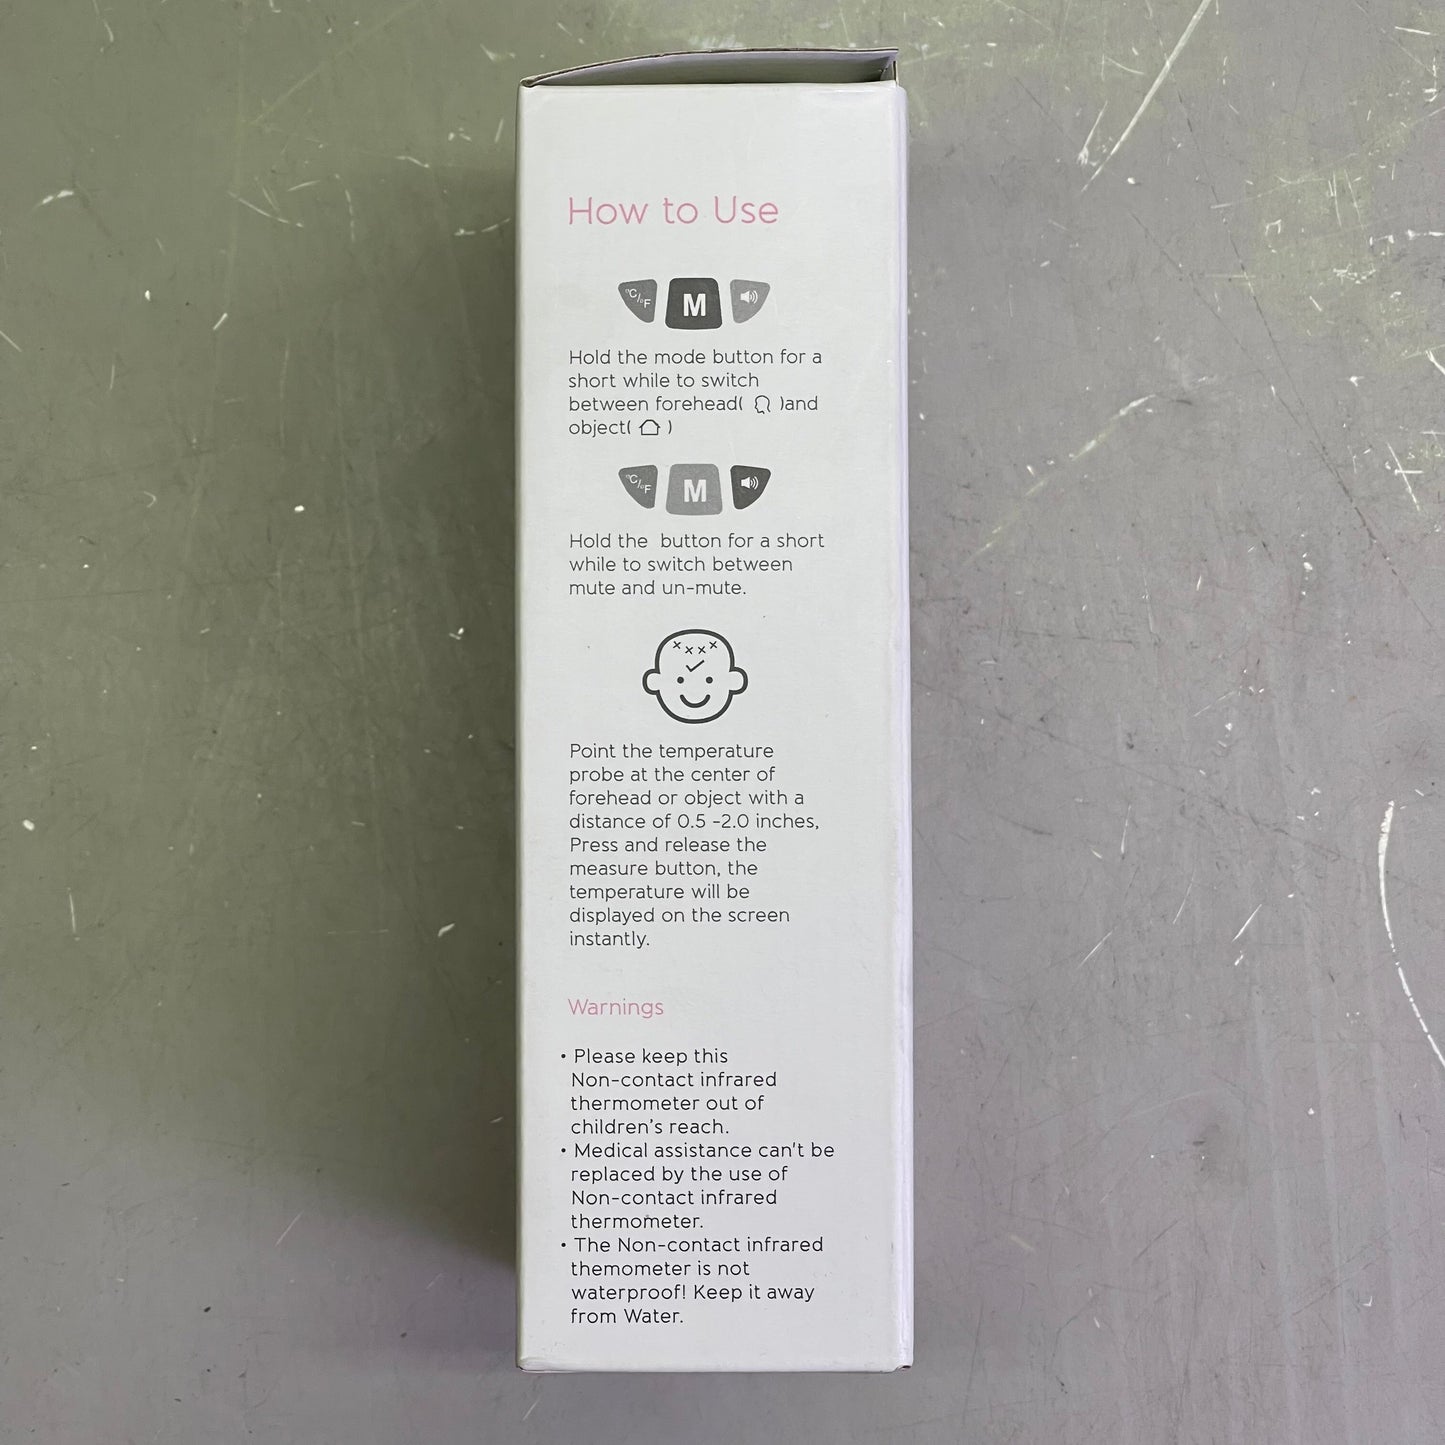 How to Use
°C/°F M
Hold the mode button for a
short while to switch
between forehead( )and
object( )
°C/°F M
Hold the  button for a short
while to switch between
mute and un-mute.
Point the temperature
probe at the center of
forehead or object with a
distance of 0.5 -2.0 inches,
Press and release the
measure button, the
temperature will be
displayed on the screen
instantly.
Warnings
• Please keep this
Non-contact infrared
thermometer out of
children's reach.
• Medical assistance can't be
replaced by the use of
Non-contact infrared
thermometer.
• The Non-contact infrared
themometer is not
waterproof! Keep it away
from Water.